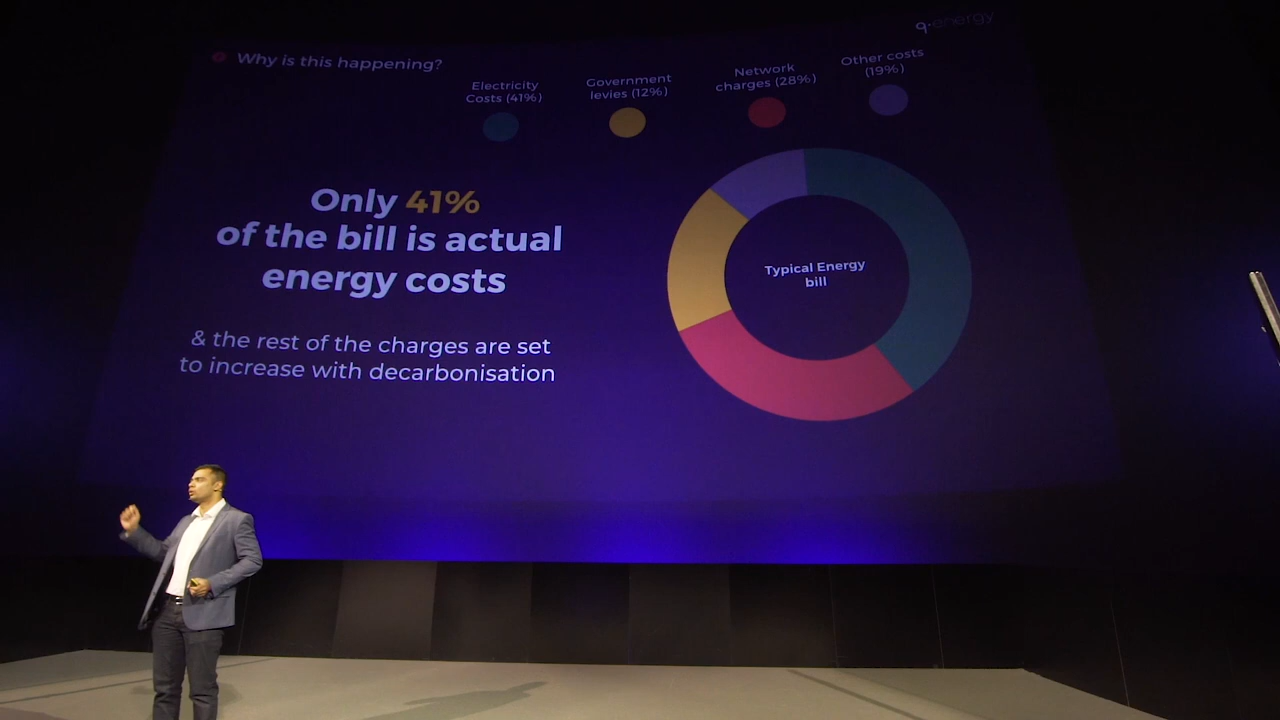 q·energy
Why is this happening?
Electricity
Costs (41%)
Government
levies (12%)
Network
charges (28%)
Other costs
(19%)
Only 41%
of the bill is actual
energy costs
& the rest of the charges are set
to increase with decarbonisation
Typical Energy
bill